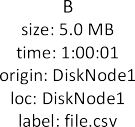 B
size: 5.0 MB
time: 1:00:01
origin: DiskNode1
loc: DiskNode1
label: file.csv